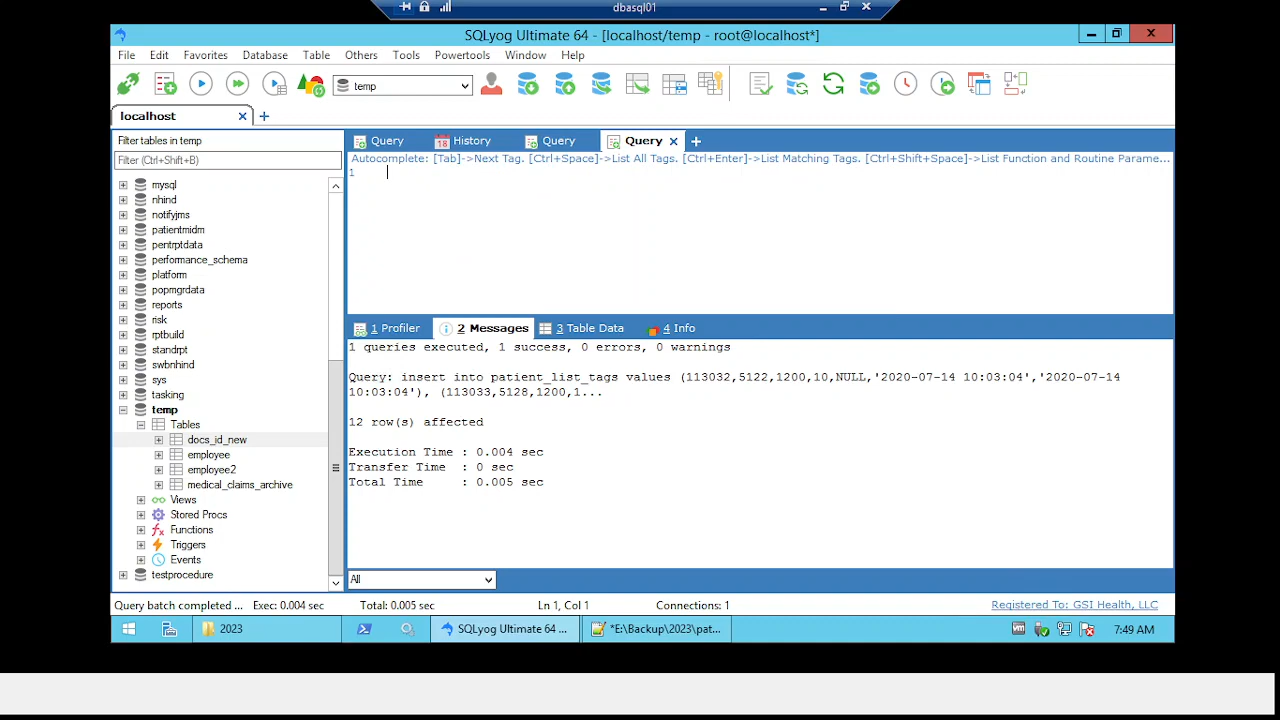 dbasql01
SQLyog Ultimate 64 - [localhost/temp - root@localhost*]
File Edit Favorites Database Table Others Tools Powertools Window Help
temp
localhost
Filter tables in temp
Filter (Ctrl+Shift+B)
mysql
nhind
notifyjms
patientmidm
pentrptdata
performance_schema
platform
popmgrdata
reports
risk
rptbuild
standrpt
swbnhind
sys
tasking
temp
Tables
docs_id_new
employee
employee2
medical_claims_archive
Views
Stored Procs
Functions
Triggers
Events
testprocedure
Query History Query Query
Autocomplete: [Tab]->Next Tag. [Ctrl+Space]->List All Tags. [Ctrl+Enter]->List Matching Tags. [Ctrl+Shift+Space]->List Function and Routine Parame...
1
1 Profiler 2 Messages 3 Table Data 4 Info
1 queries executed, 1 success, 0 errors, 0 warnings
Query: insert into patient_list_tags values (113032,5122,1200,10,NULL,'2020-07-14 10:03:04','2020-07-14
10:03:04'), (113033,5128,1200,1...
12 row(s) affected
Execution Time : 0.004 sec
Transfer Time : 0 sec
Total Time : 0.005 sec
All
Query batch completed ... Exec: 0.004 sec Total: 0.005 sec Ln 1, Col 1 Connections: 1 Registered To: GSI Health, LLC
2023 SQLyog Ultimate 64 ... *E:\Backup\2023\pat... 7:49 AM